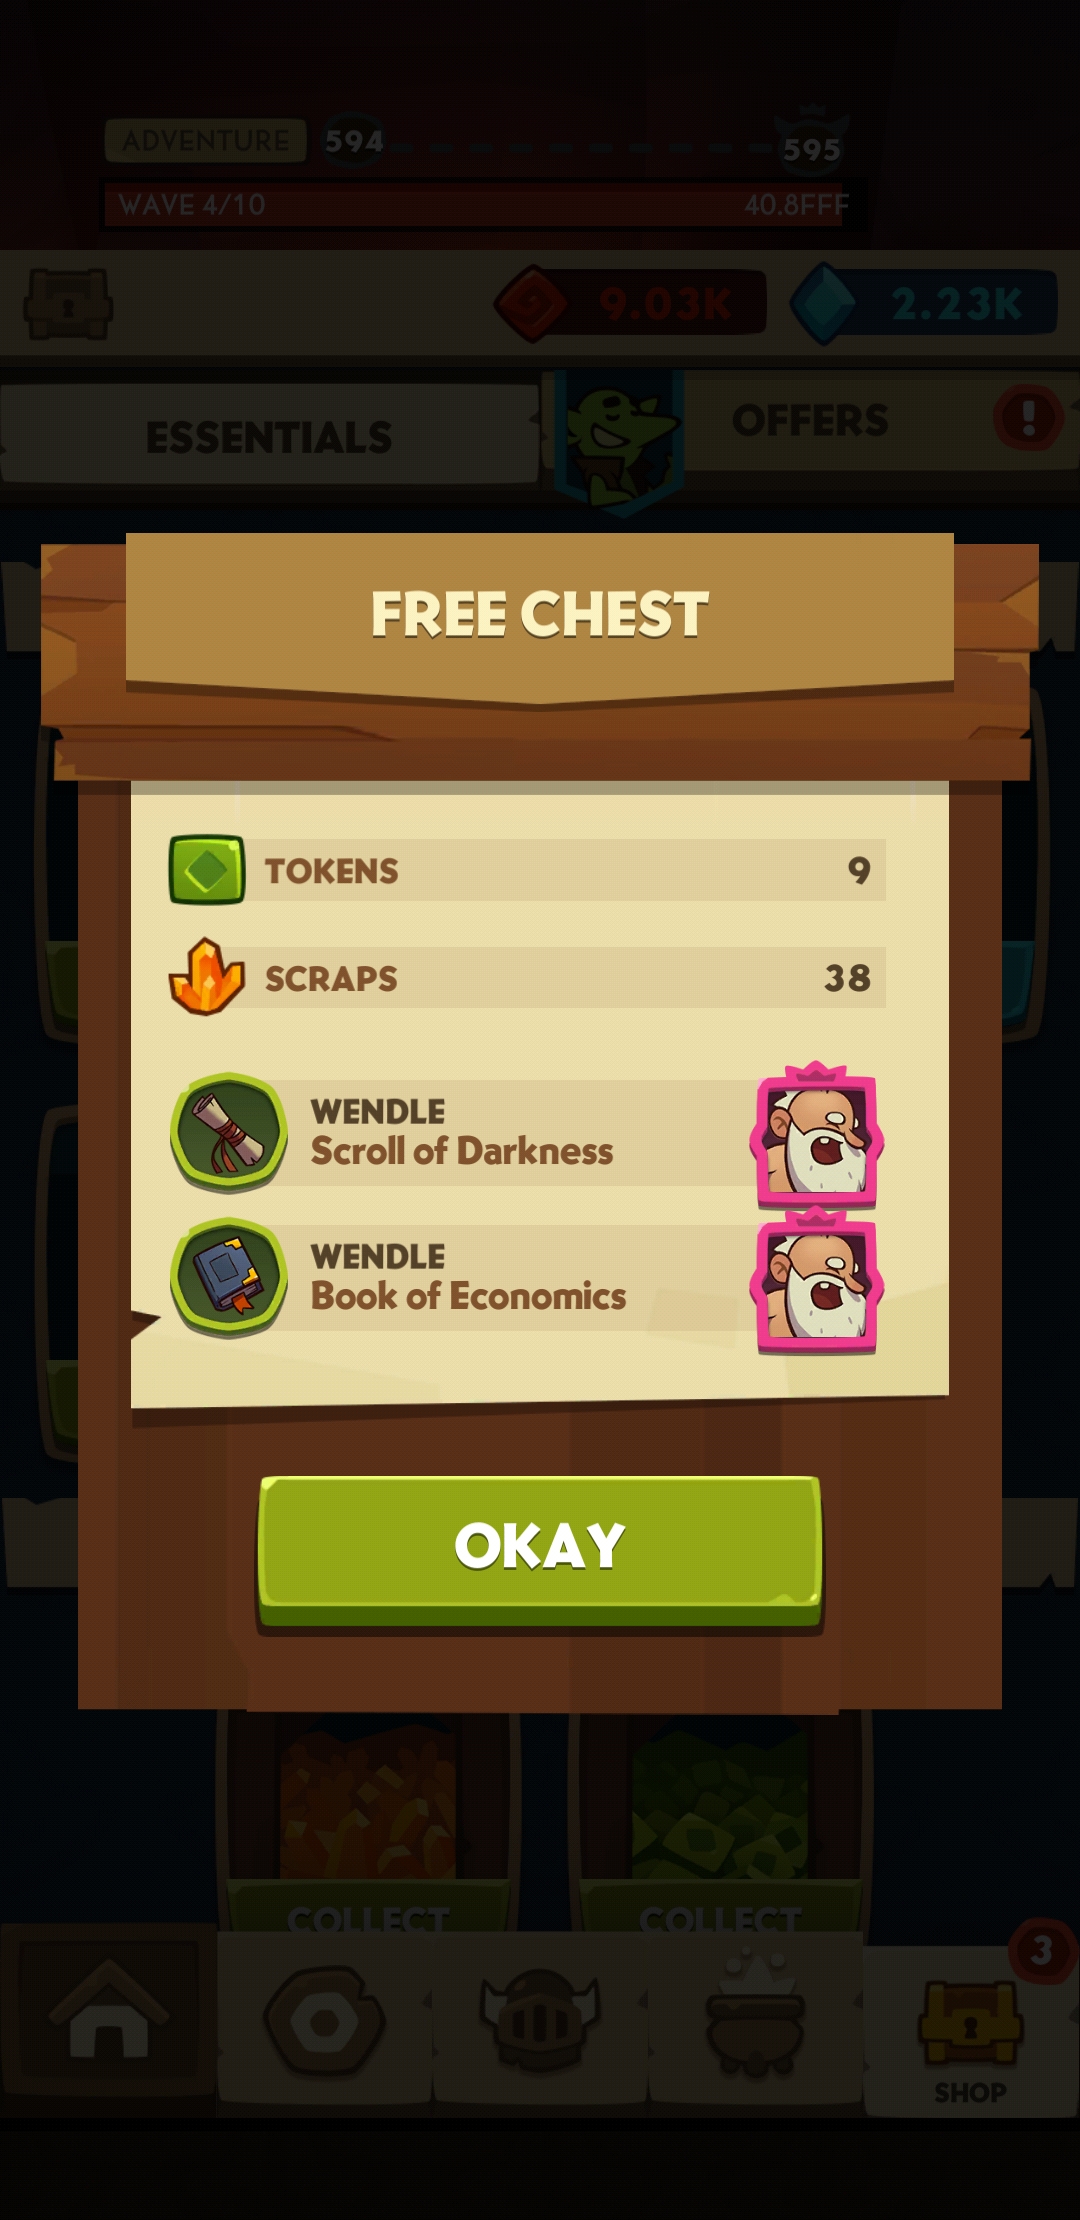 ADVENTURE 594 595
WAVE 4/10 40.8FFF
9.03K 2.23K
ESSENTIALS OFFERS !
FREE CHEST
TOKENS 9
SCRAPS 38
WENDLE
Scroll of Darkness
WENDLE
Book of Economics
OKAY
COLLECT COLLECT
3
SHOP